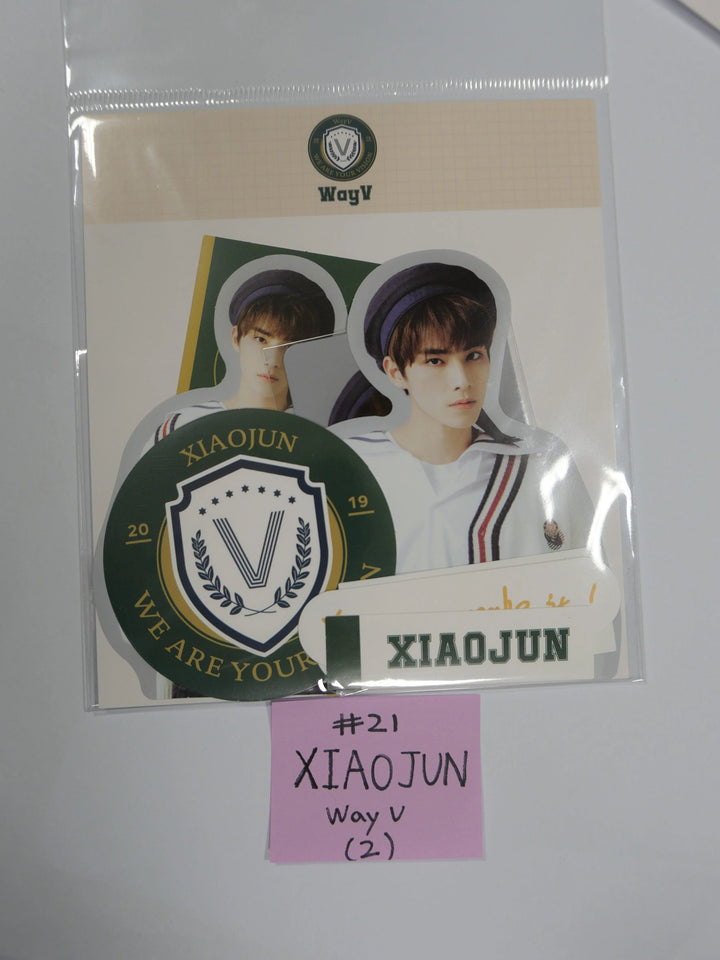 WayV
WE ARE YOUR VISION
WayV
XIAOJUN
20 19
V
WE ARE YOUR
XIAOJUN
#21
XIAOJUN
Way V
(2)